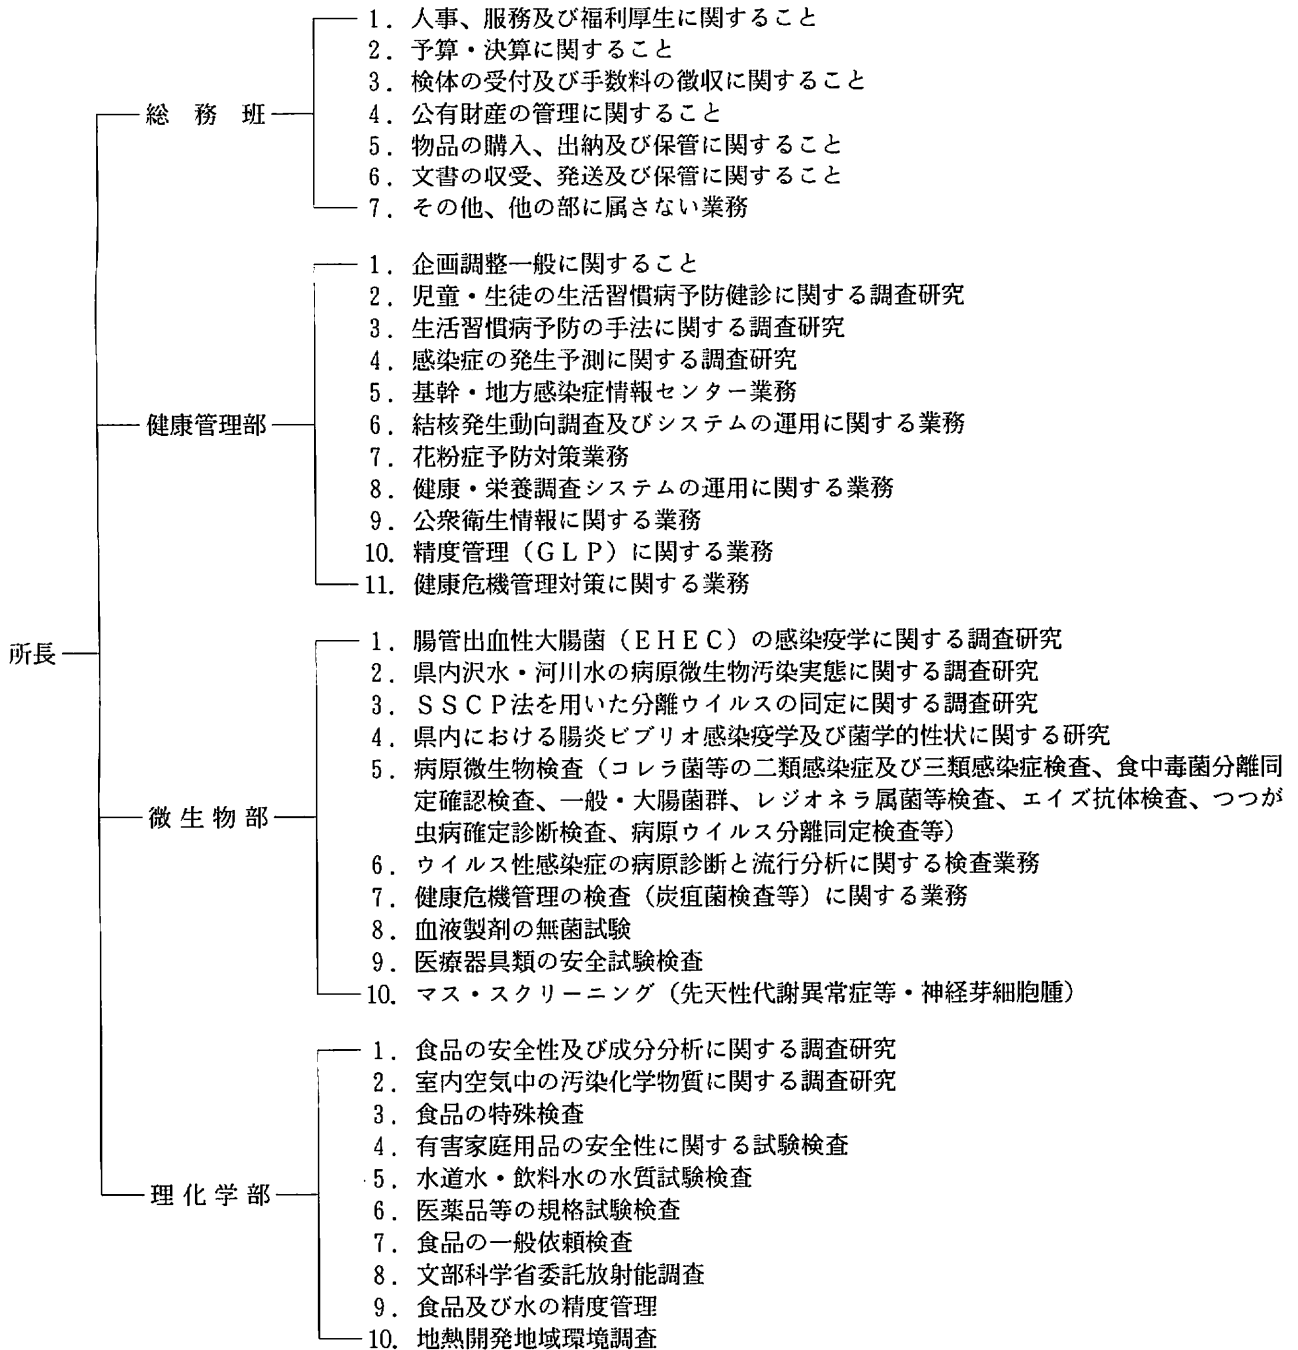 所長
総務班
1．人事、服務及び福利厚生に関すること
2．予算・決算に関すること
3．検体の受付及び手数料の徴収に関すること
4．公有財産の管理に関すること
5．物品の購入、出納及び保管に関すること
6．文書の収受、発送及び保管に関すること
7．その他、他の部に属さない業務
健康管理部
1．企画調整一般に関すること
2．児童・生徒の生活習慣病予防健診に関する調査研究
3．生活習慣病予防の手法に関する調査研究
4．感染症の発生予測に関する調査研究
5．基幹・地方感染症情報センター業務
6．結核発生動向調査及びシステムの運用に関する業務
7．花粉症予防対策業務
8．健康・栄養調査システムの運用に関する業務
9．公衆衛生情報に関する業務
10．精度管理（ＧＬＰ）に関する業務
11．健康危機管理対策に関する業務
微生物部
1．腸管出血性大腸菌（ＥＨＥＣ）の感染疫学に関する調査研究
2．県内沢水・河川水の病原微生物汚染実態に関する調査研究
3．ＳＳＣＰ法を用いた分離ウイルスの同定に関する調査研究
4．県内における腸炎ビブリオ感染疫学及び菌学的性状に関する研究
5．病原微生物検査（コレラ菌等の二類感染症及び三類感染症検査、食中毒菌分離同
定確認検査、一般・大腸菌群、レジオネラ属菌等検査、エイズ抗体検査、つつが
虫病確定診断検査、病原ウイルス分離同定検査等）
6．ウイルス性感染症の病原診断と流行分析に関する検査業務
7．健康危機管理の検査（炭疽菌検査等）に関する業務
8．血液製剤の無菌試験
9．医療器具類の安全試験検査
10．マス・スクリーニング（先天性代謝異常症等・神経芽細胞腫）
理化学部
1．食品の安全性及び成分分析に関する調査研究
2．室内空気中の汚染化学物質に関する調査研究
3．食品の特殊検査
4．有害家庭用品の安全性に関する試験検査
5．水道水・飲料水の水質試験検査
6．医薬品等の規格試験検査
7．食品の一般依頼検査
8．文部科学省委託放射能調査
9．食品及び水の精度管理
10．地熱開発地域環境調査